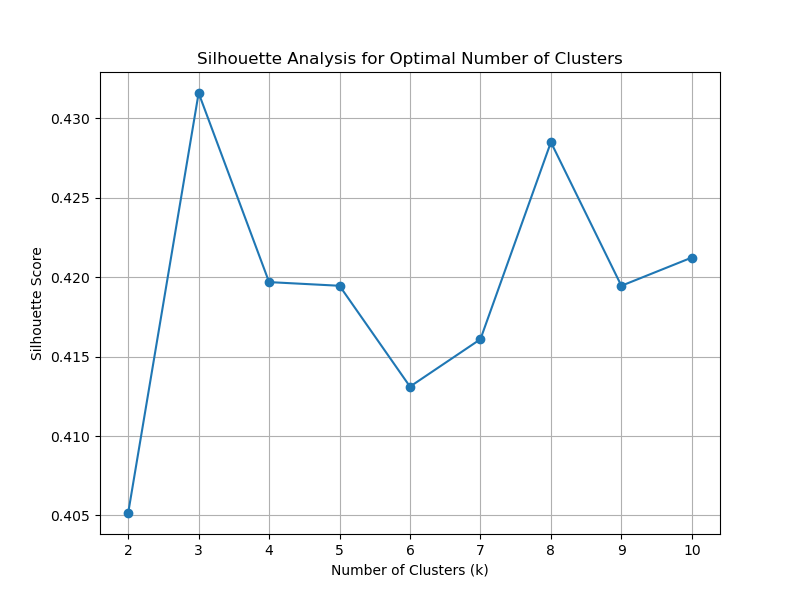 Silhouette Analysis for Optimal Number of Clusters
Silhouette Score
0.430
0.425
0.420
0.415
0.410
0.405
2 3 4 5 6 7 8 9 10
Number of Clusters (k)